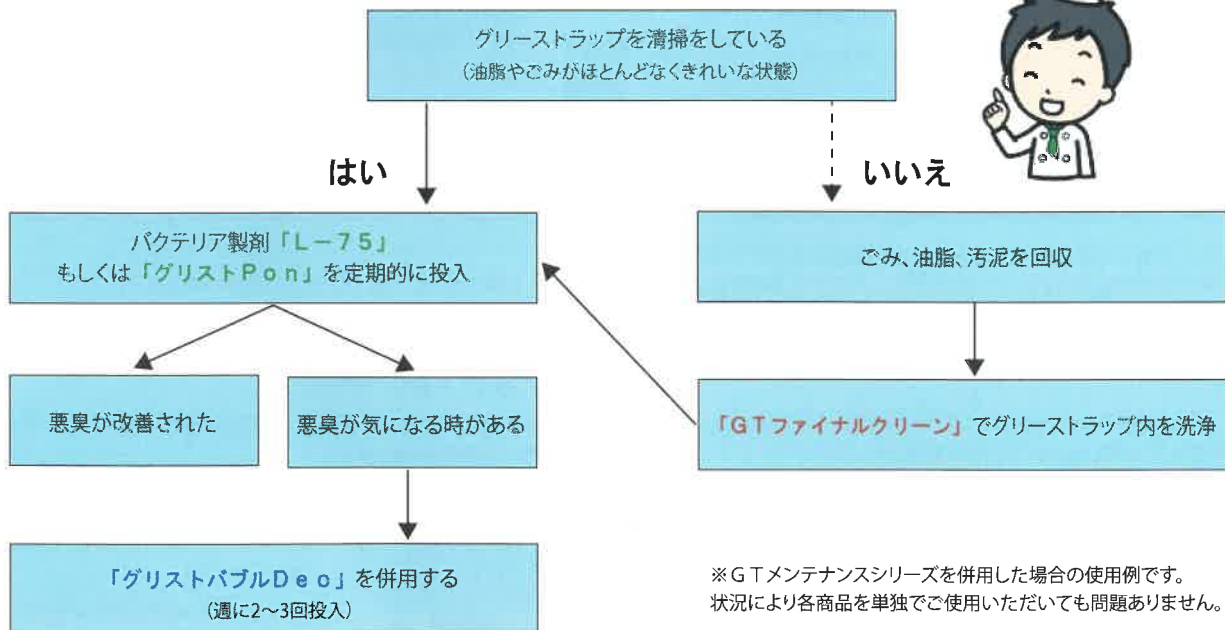 グリーストラップを清掃をしている
(油脂やごみがほとんどなくきれいな状態)
はい
いいえ
バクテリア製剤「L－75」
もしくは「グリストPon」を定期的に投入
ごみ、油脂、汚泥を回収
悪臭が改善された
悪臭が気になる時がある
「GTファイナルクリーン」でグリーストラップ内を洗浄
「グリストバブルDeo」を併用する
(週に2～3回投入)
※GTメンテナンスシリーズを併用した場合の使用例です。
状況により各商品を単独でご使用いただいても問題ありません。